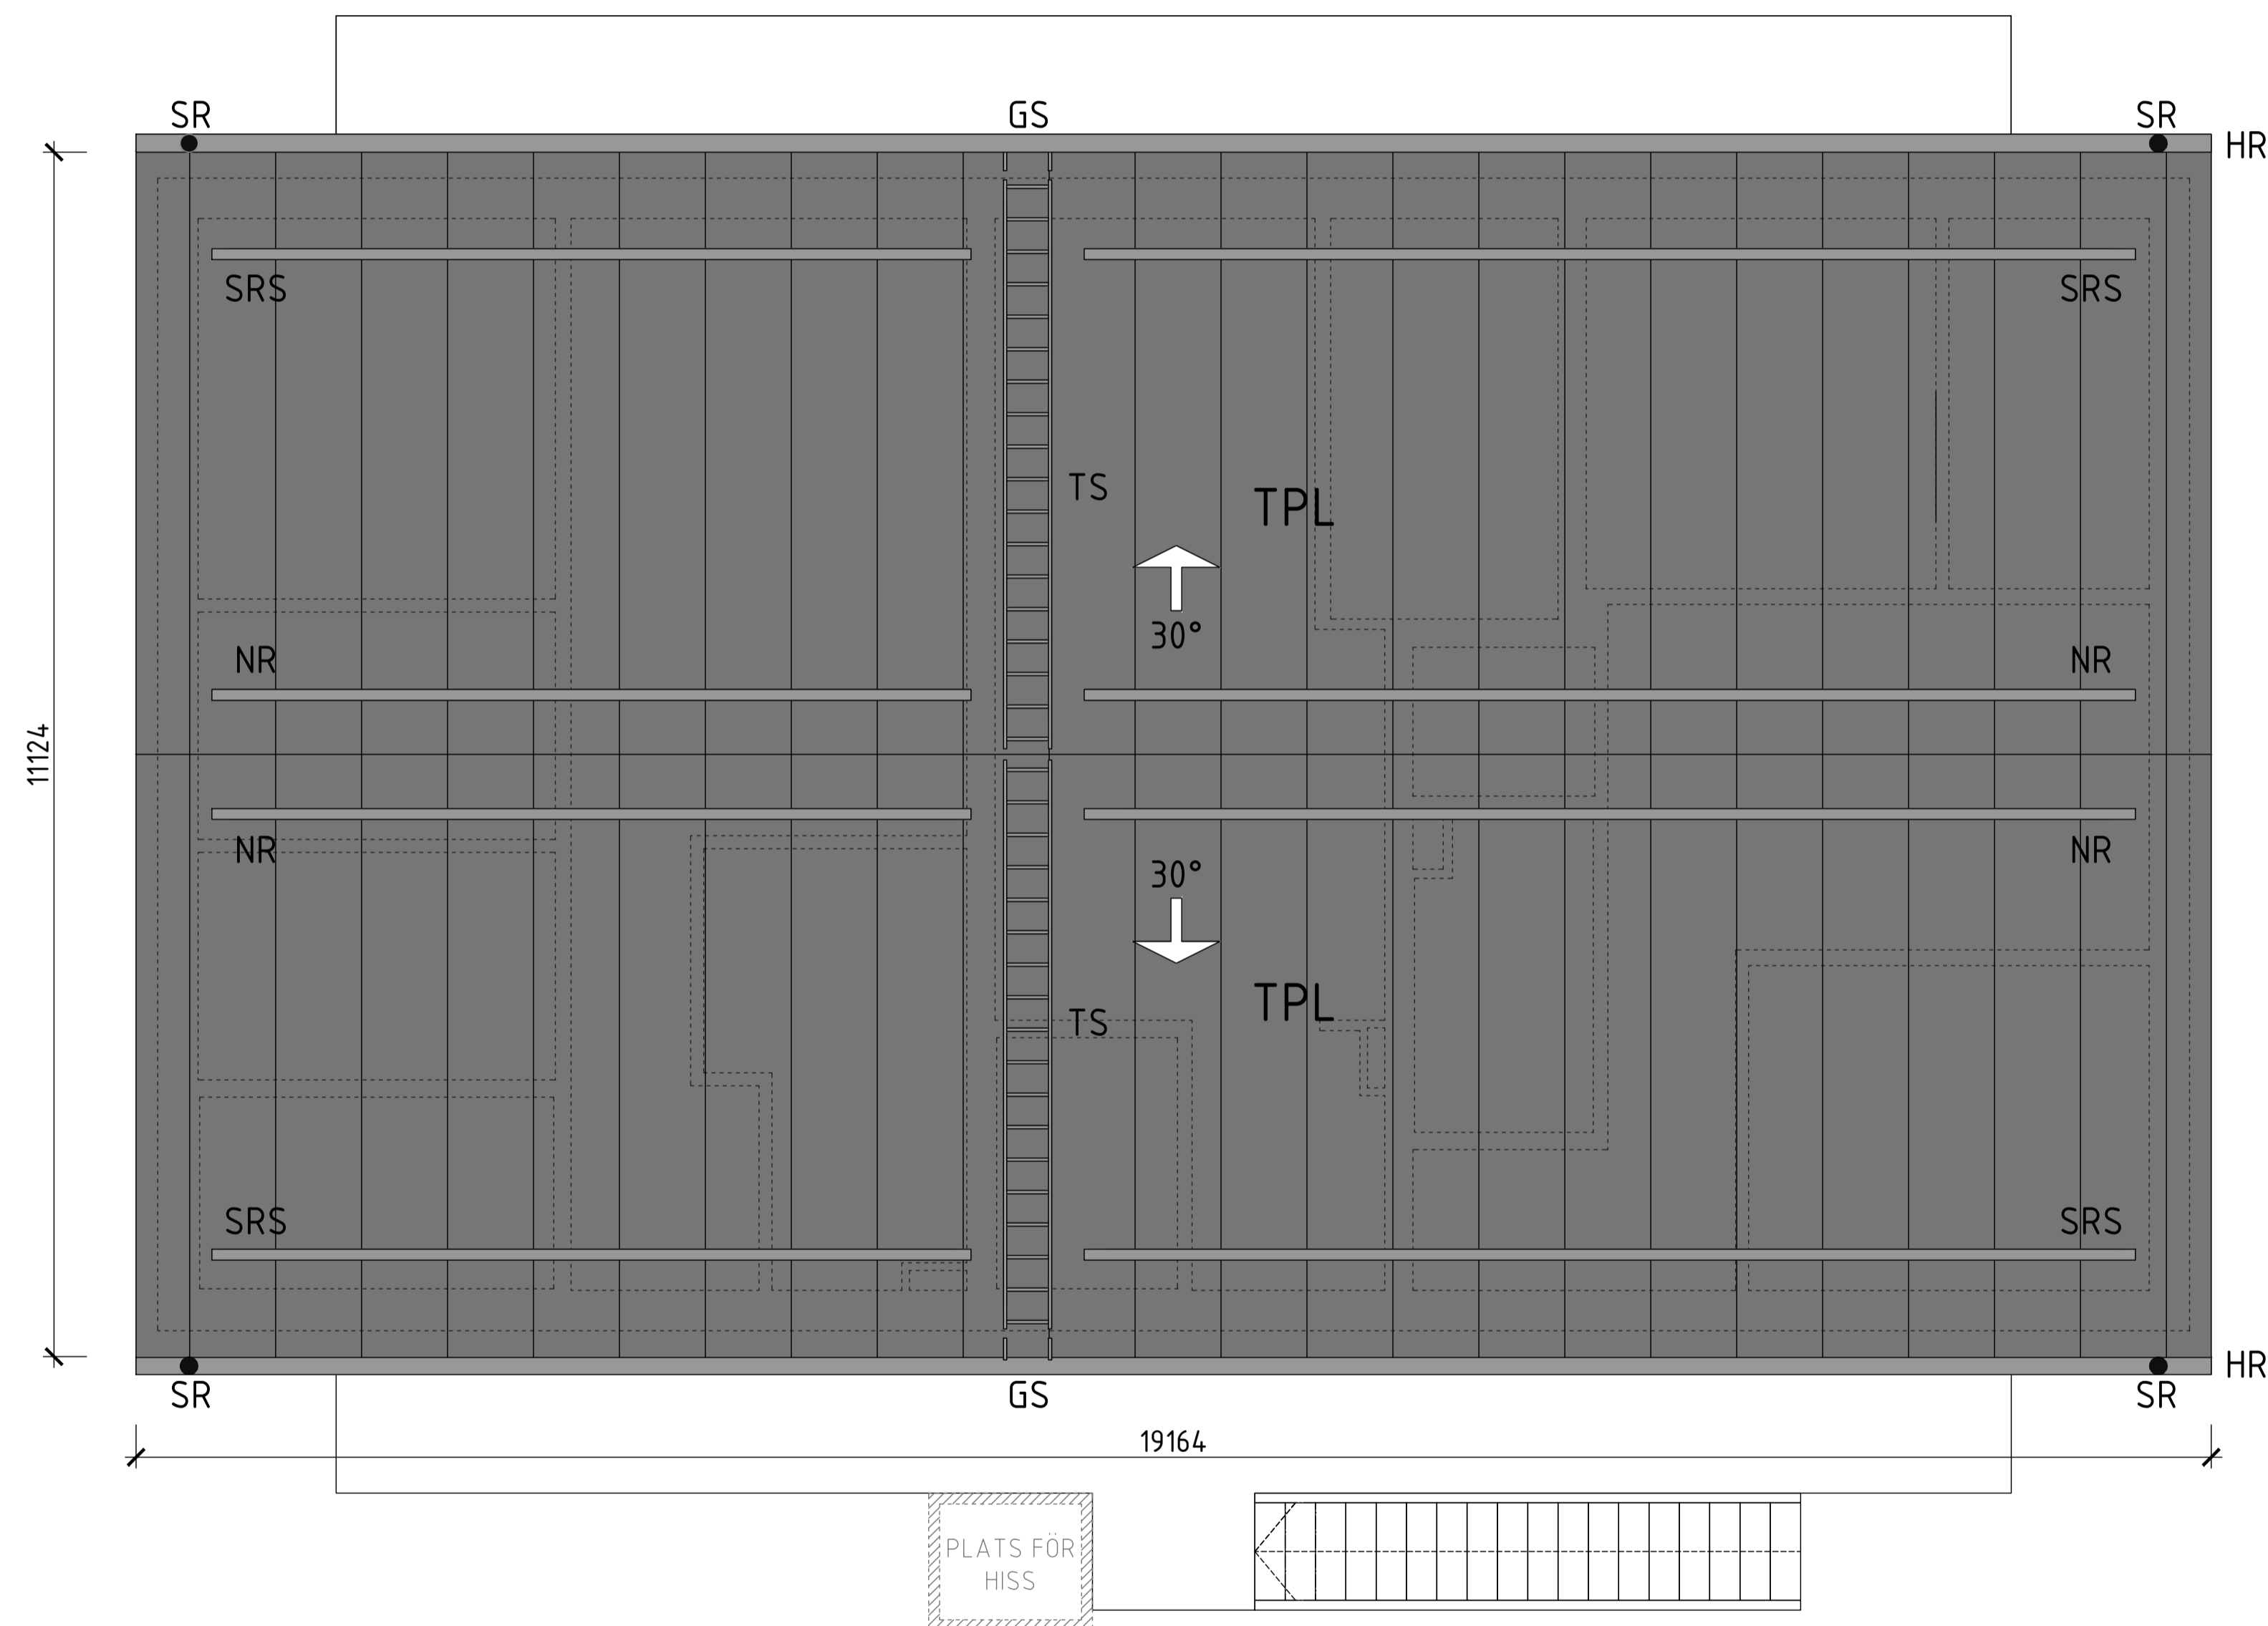 SR GS SR
HR
SRS SRS
TS
TPL
30°
NR NR
11124
NR NR
30°
TPL
TS
SRS SRS
HR
SR GS SR
19164
PLATS FÖR
HISS